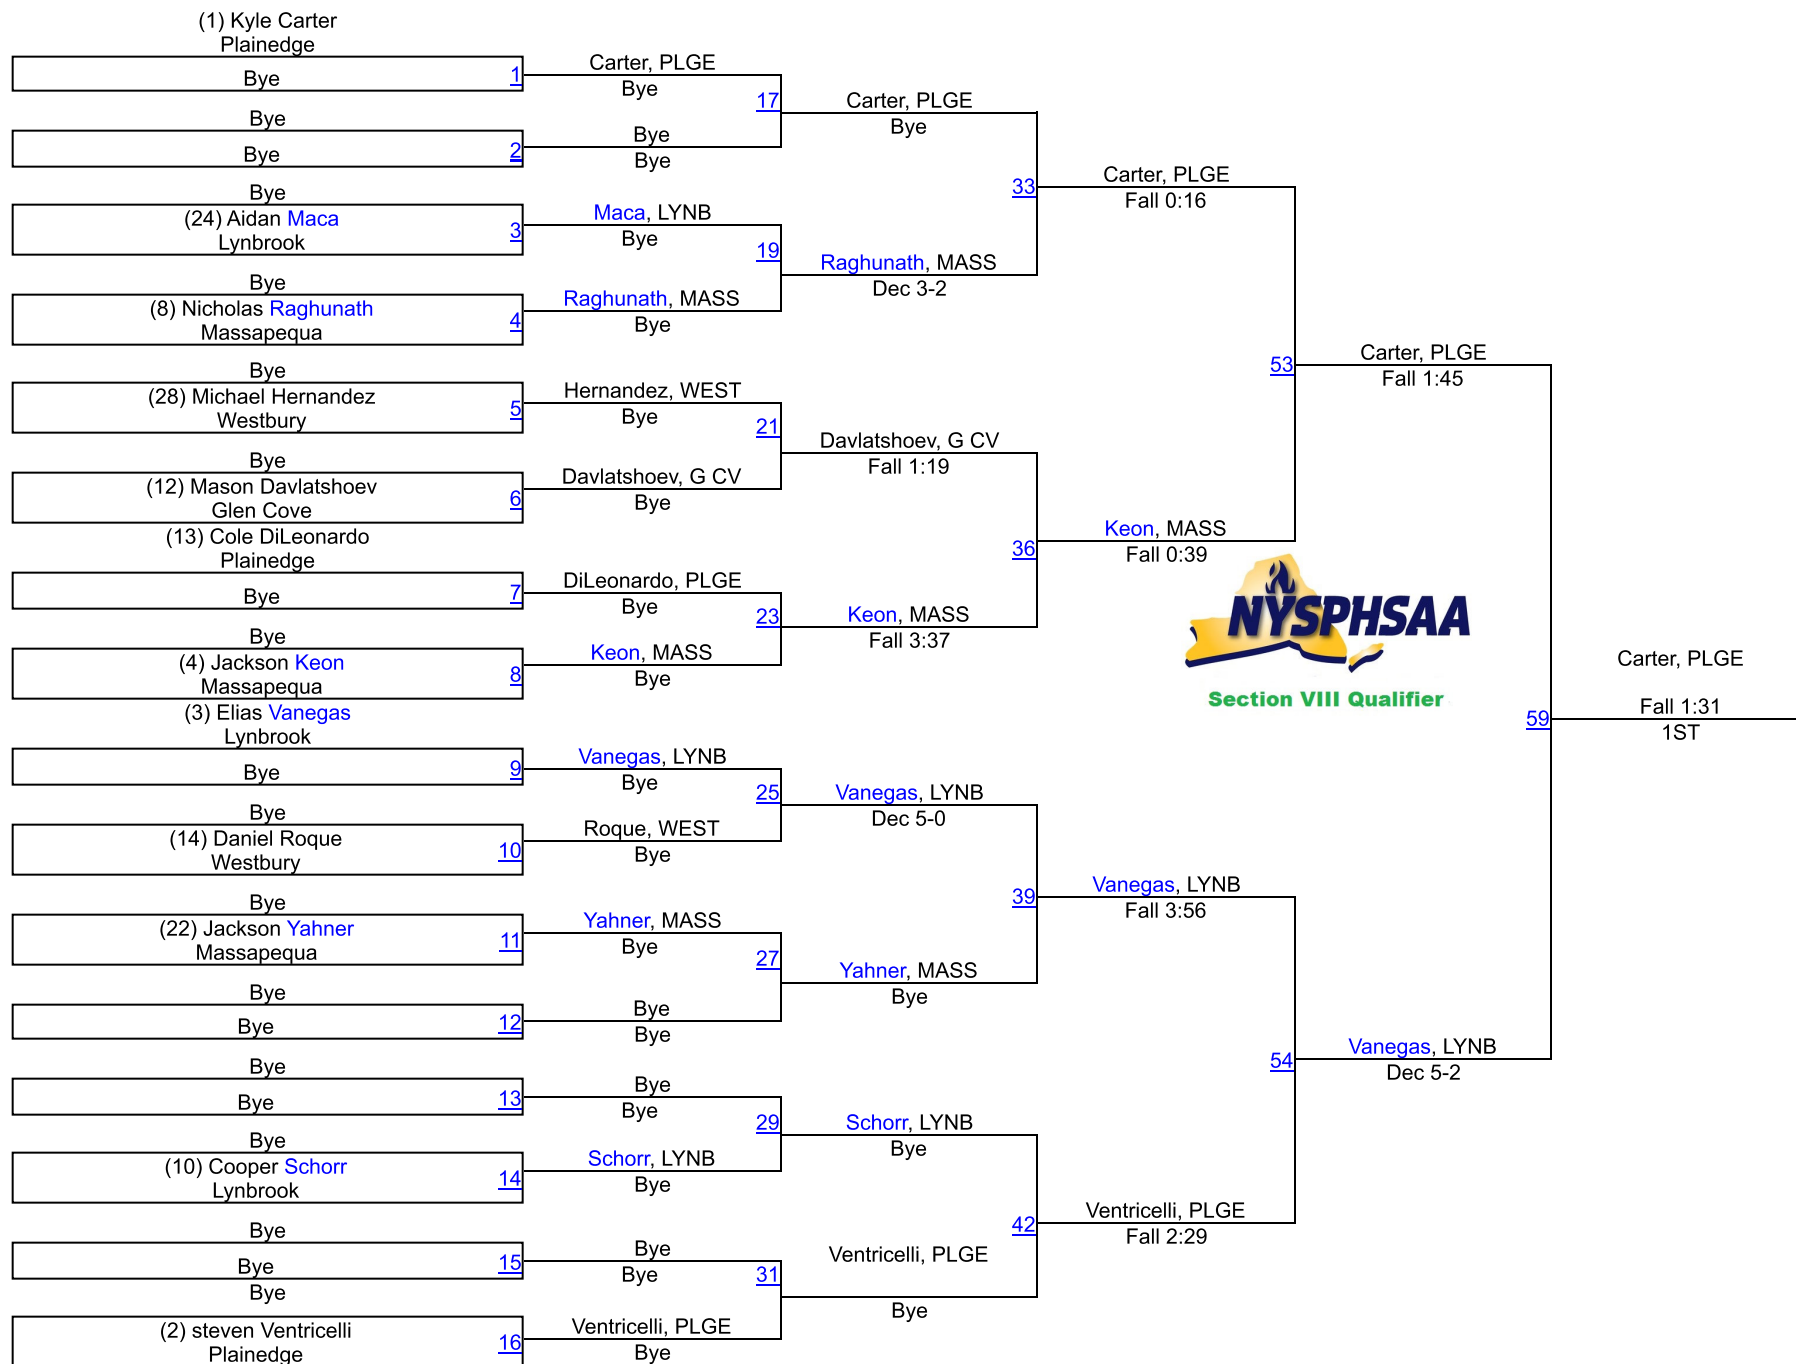 (1) Kyle Carter
Plainedge
Bye
1
Bye
Bye
2
Bye
(24) Aidan Maca
Lynbrook
3
Bye
(8) Nicholas Raghunath
Massapequa
4
Bye
(28) Michael Hernandez
Westbury
5
Bye
(12) Mason Davlatshoev
Glen Cove
6
(13) Cole DiLeonardo
Plainedge
Bye
7
Bye
(4) Jackson Keon
Massapequa
8
(3) Elias Vanegas
Lynbrook
Bye
9
Bye
(14) Daniel Roque
Westbury
10
Bye
(22) Jackson Yahner
Massapequa
11
Bye
Bye
12
Bye
Bye
13
Bye
(10) Cooper Schorr
Lynbrook
14
Bye
Bye
15
Bye
(2) steven Ventricelli
Plainedge
16
Carter, PLGE
Bye
17
Bye
Bye
Maca, LYNB
Bye
19
Raghunath, MASS
Bye
Hernandez, WEST
Bye
21
Davlatshoev, G CV
Bye
DiLeonardo, PLGE
Bye
23
Keon, MASS
Bye
Vanegas, LYNB
Bye
25
Roque, WEST
Bye
Yahner, MASS
Bye
27
Bye
Bye
Bye
Bye
29
Schorr, LYNB
Bye
Bye
Bye
31
Ventricelli, PLGE
Bye
Carter, PLGE
Bye
33
Raghunath, MASS
Dec 3-2
Davlatshoev, G CV
Fall 1:19
36
Keon, MASS
Fall 3:37
Vanegas, LYNB
Dec 5-0
39
Yahner, MASS
Bye
Schorr, LYNB
Bye
42
Ventricelli, PLGE
Bye
Carter, PLGE
Fall 0:16
53
Keon, MASS
Fall 0:39
NYSPHSAA
Section VIII Qualifier
Vanegas, LYNB
Fall 3:56
54
Ventricelli, PLGE
Fall 2:29
Carter, PLGE
Fall 1:45
59
Vanegas, LYNB
Dec 5-2
Carter, PLGE
Fall 1:31
1ST